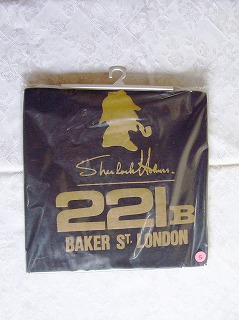 Sherlock Holmes.
221B
BAKER ST. LONDON
S